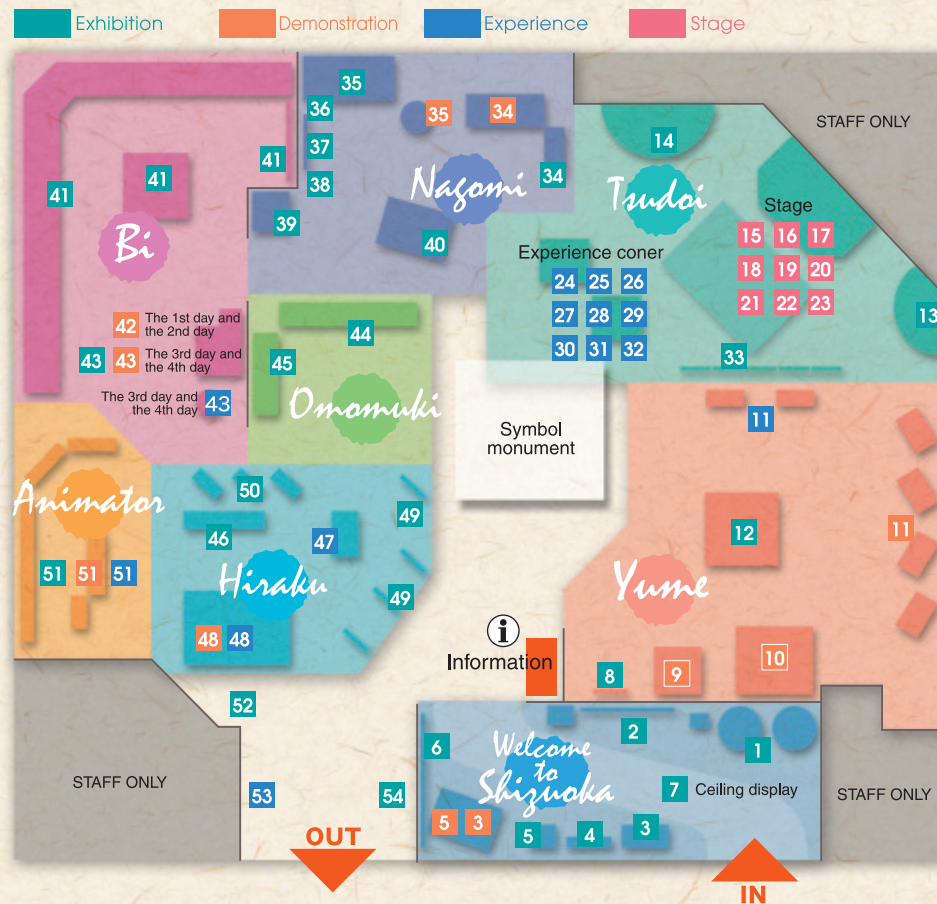 Exhibition
Demonstration
Experience
Stage
STAFF ONLY
35
36
35
34
37
34
38
39
40
Nagomi
14
Tsudoi
Stage
15 16 17
18 19 20
21 22 23
13
Experience coner
24 25 26
27 28 29
30 31 32
33
41
41
41
Bi
42
The 1st day and
the 2nd day
43 43
The 3rd day and
the 4th day
The 3rd day and
the 4th day
43
44
45
Omomuki
Symbol
monument
11
11
12
Yume
8
9
10
Animator
51 51 51
50
46
47
49
49
Hiraku
48 48
i
Information
52
STAFF ONLY
53
54
OUT
6
2
1
Welcome
to
Shizuoka
7
Ceiling display
5 3
5
4
3
IN
STAFF ONLY